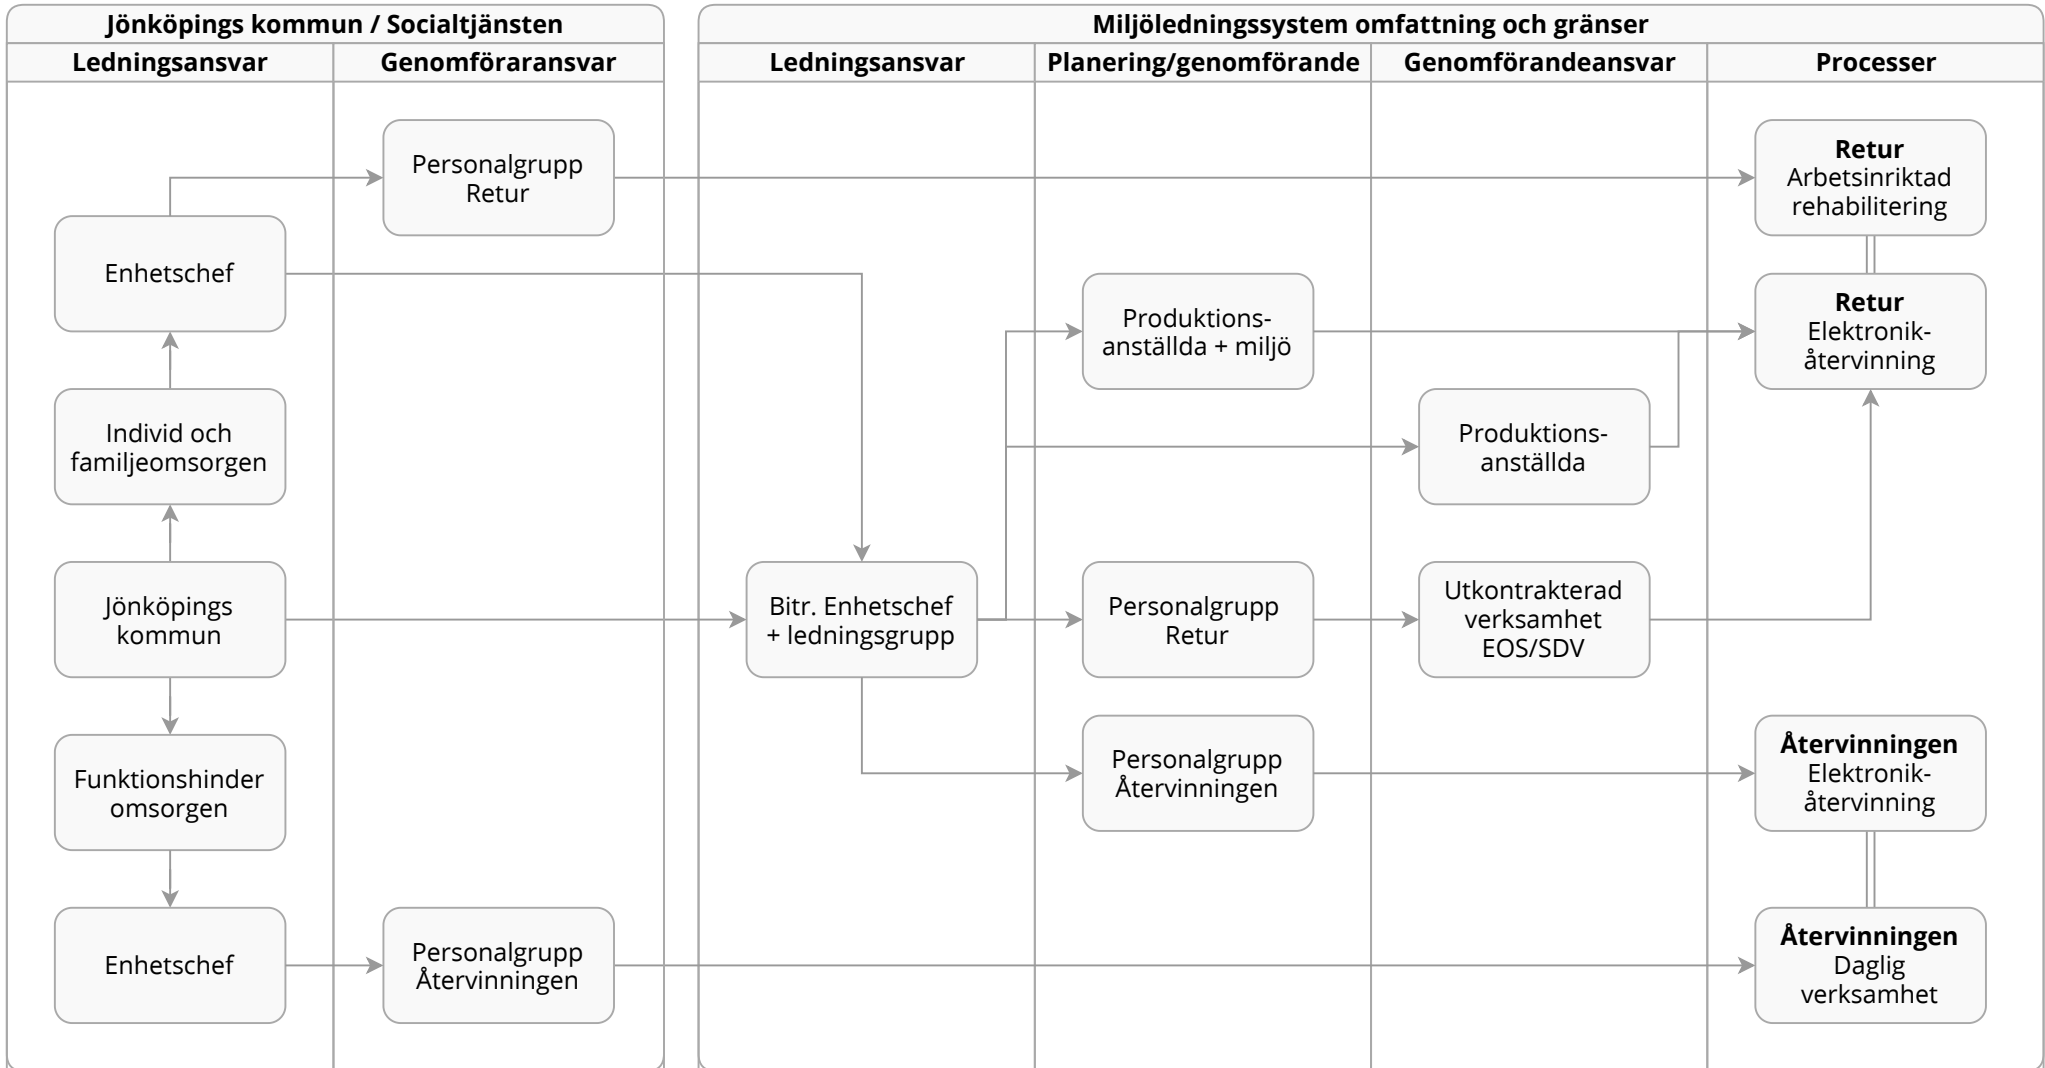 Jönköpings kommun / Socialtjänsten
Ledningsansvar
Genomföraransvar
Enhetschef
Individ och
familjeomsorgen
Jönköpings
kommun
Funktionshinder
omsorgen
Enhetschef
Personalgrupp
Retur
Personalgrupp
Återvinningen
Miljöledningssystem omfattning och gränser
Ledningsansvar
Planering/genomförande
Genomförandeansvar
Processer
Bitr. Enhetschef
+ ledningsgrupp
Produktions-
anställda + miljö
Personalgrupp
Retur
Personalgrupp
Återvinningen
Produktions-
anställda
Utkontrakterad
verksamhet
EOS/SDV
Retur
Arbetsinriktad
rehabilitering
Retur
Elektronik-
återvinning
Återvinningen
Elektronik-
återvinning
Återvinningen
Daglig
verksamhet